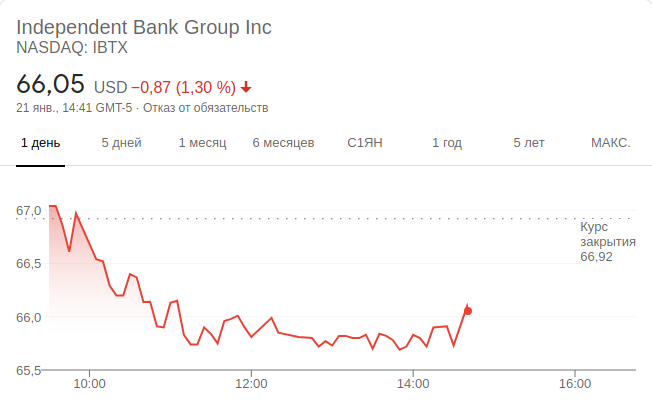 Independent Bank Group Inc
NASDAQ: IBTX
66,05 USD −0,87 (1,30 %)
21 янв., 14:41 GMT-5 · Отказ от обязательств
1 день 5 дней 1 месяц 6 месяцев С1ЯН 1 год 5 лет МАКС.
67,0
Курс
закрытия
66,92
66,5
66,0
65,5
10:00 12:00 14:00 16:00